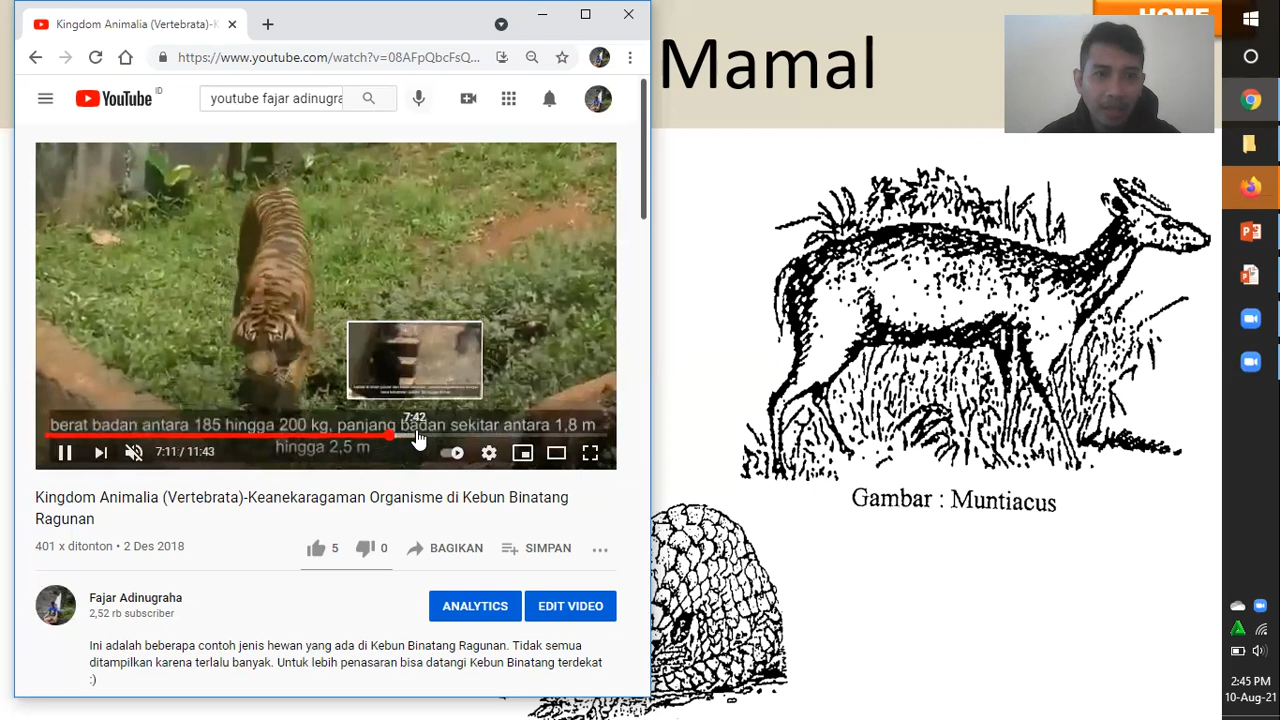 Kingdom Animalia (Vertebrata)-K
https://www.youtube.com/watch?v=08AFpQbcFsQ...
YouTube ID
youtube fajar adinugra
HOME
Mamal
7:42
berat badan antara 185 hingga 200 kg, panjang badan sekitar antara 1,8 m
hingga 2,5 m
7:11 / 11:43
Kingdom Animalia (Vertebrata)-Keanekaragaman Organisme di Kebun Binatang
Ragunan
401 x ditonton • 2 Des 2018
5
0
BAGIKAN
SIMPAN
Fajar Adinugraha
2,52 rb subscriber
ANALYTICS
EDIT VIDEO
Ini adalah beberapa contoh jenis hewan yang ada di Kebun Binatang Ragunan. Tidak semua
ditampilkan karena terlalu banyak. Untuk lebih penasaran bisa datangi Kebun Binatang terdekat
:)
Gambar : Muntiacus
2:45 PM
10-Aug-21